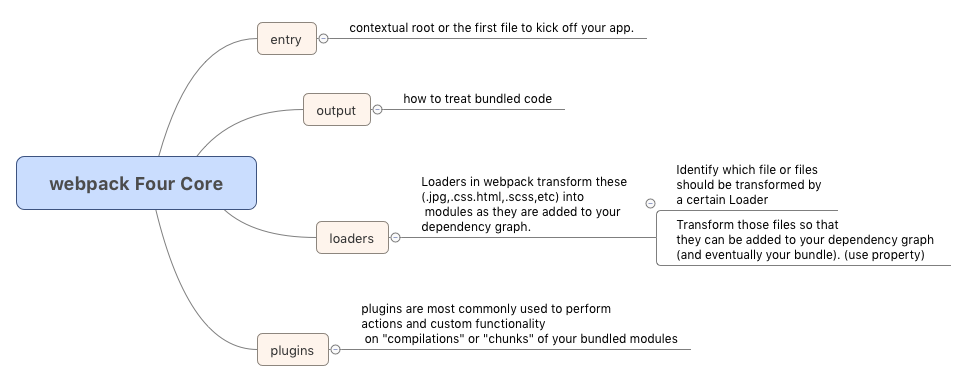 entry
contextual root or the first file to kick off your app.
output
how to treat bundled code
webpack Four Core
loaders
Loaders in webpack transform these
(.jpg,.css.html,.scss,etc) into
modules as they are added to your
dependency graph.
Identify which file or files
should be transformed by
a certain Loader
Transform those files so that
they can be added to your dependency graph
(and eventually your bundle). (use property)
plugins
plugins are most commonly used to perform
actions and custom functionality
on "compilations" or "chunks" of your bundled modules